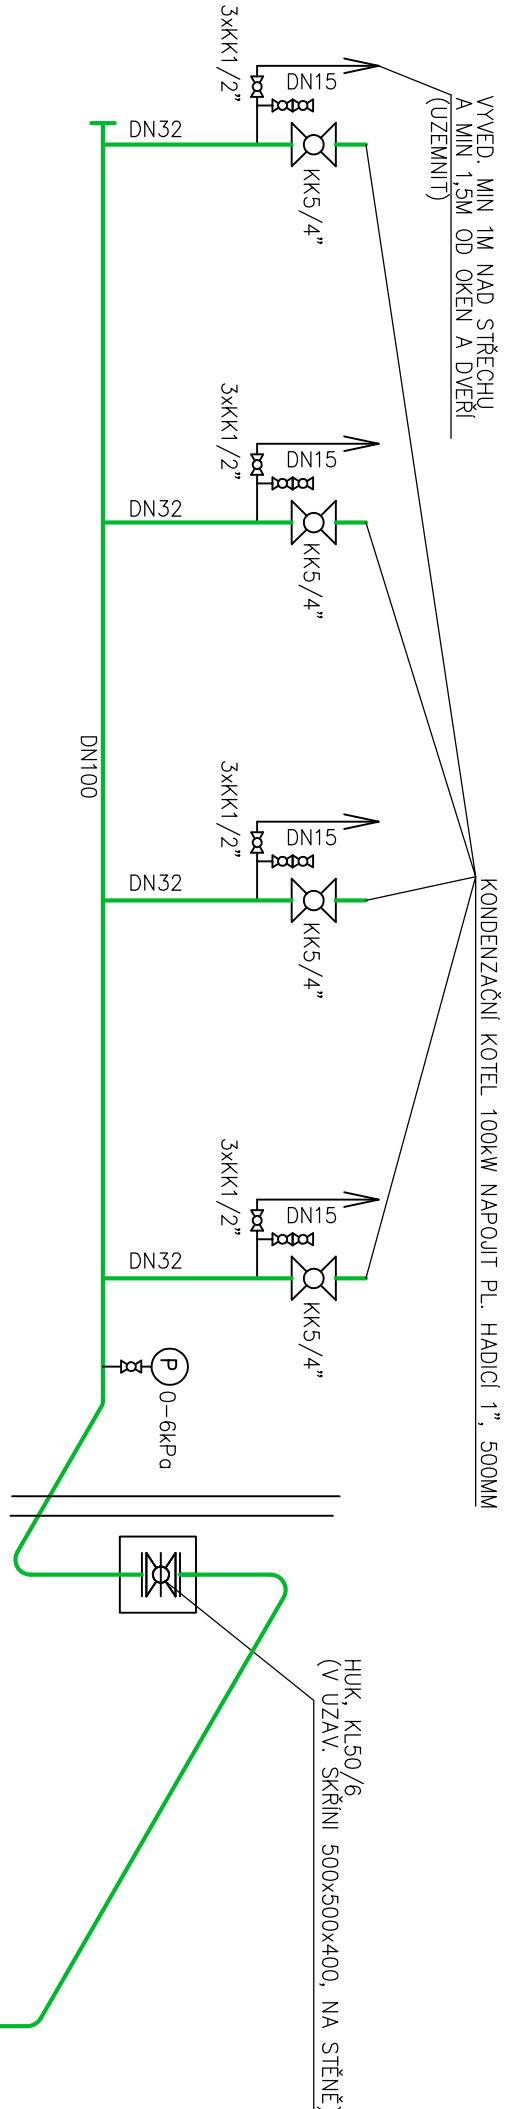 VYVED. MIN 1M NAD STŘECHU
A MIN 1,5M OD OKEN A DVEŘÍ
(UZEMNIT)
3xKK1/2"
DN15
DN32
KK5/4"
3xKK1/2"
DN15
DN32
KK5/4"
3xKK1/2"
DN15
DN32
KK5/4"
3xKK1/2"
DN15
DN32
KK5/4"
DN100
KONDENZAČNÍ KOTEL 100kW NAPOJIT PL. HADICÍ 1", 500MM
P
0-6kPa
HUK, KL50/6
(V UZAV. SKŘÍNI 500x500x400, NA STĚNĚ)